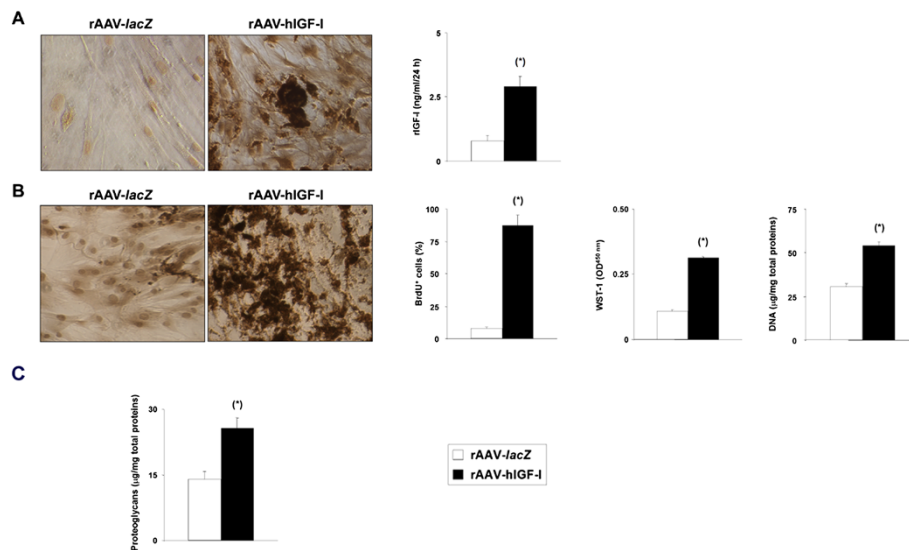 A
rAAV-lacZ
rAAV-hIGF-I
rIGF-I (ng/ml/24 h)
5
2.5
0
(*)
B
rAAV-lacZ
rAAV-hIGF-I
BrdU⁺ cells (%)
100
75
50
25
0
(*)
WST-1 (OD⁴⁵⁰ ⁿᵐ)
0.50
0.25
0
(*)
DNA (µg/mg total proteins)
75
50
25
0
(*)
C
Proteoglycans (µg/mg total proteins)
30
15
0
(*)
rAAV-lacZ
rAAV-hIGF-I